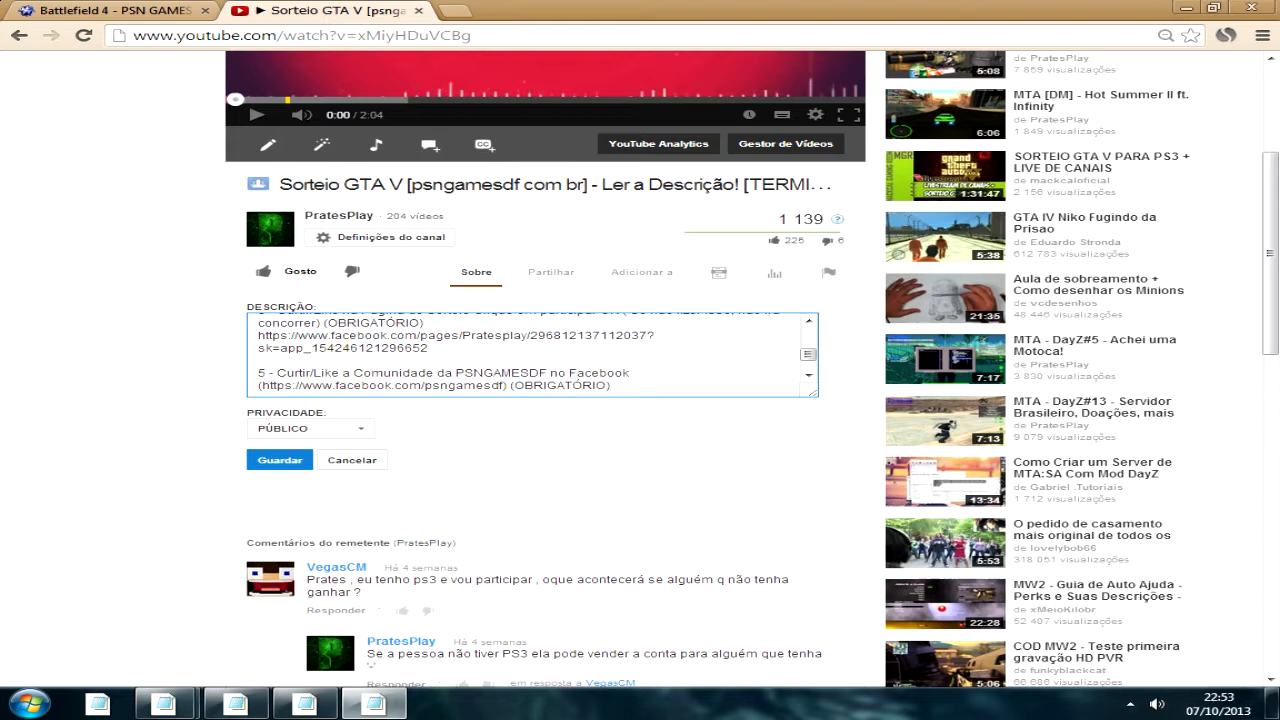 Battlefield 4 - PSN GAMES
▶ Sorteio GTA V [psnga
www.youtube.com/watch?v=xMiyHDuVCBg
0:00 / 2:04
CC
YouTube Analytics
Gestor de Vídeos
Sorteio GTA V [psngamesdf com br] - Ler a Descrição! [TERMI...
PratesPlay · 204 vídeos
Definições do canal
1 139
225
6
Gosto
Sobre
Partilhar
Adicionar a
DESCRIÇÃO:
concorrer) (OBRIGATÓRIO)
https://www.facebook.com/pages/Pratesplay/296812137112037?
sk=app_154246121296652
5 - Curtir/Like a Comunidade da PSNGAMESDF no Facebook
(https://www.facebook.com/psngamesdf) (OBRIGATÓRIO)
PRIVACIDADE:
PÚBLICO
Guardar
Cancelar
Comentários do remetente (PratesPlay)
VegasCM Há 4 semanas
Prates , eu tenho ps3 e vou participar , oque acontecerá se alguém q não tenha
ganhar ?
Responder
PratesPlay Há 4 semanas
Se a pessoa não tiver PS3 ela pode vender a conta para alguém que tenha
Responder
em resposta a VegasCM
de PratesPlay
7 859 visualizações
5:08
MTA [DM] - Hot Summer II ft.
Infinity
de PratesPlay
1 849 visualizações
6:06
SORTEIO GTA V PARA PS3 +
LIVE DE CANAIS
de mackcaloficial
2 156 visualizações
1:31:47
GTA IV Niko Fugindo da
Prisao
de Eduardo Stronda
612 783 visualizações
5:38
Aula de sobreamento +
Como desenhar os Minions
de vcdesenhos
48 446 visualizações
21:35
MTA - DayZ#5 - Achei uma
Motoca!
de PratesPlay
3 830 visualizações
7:17
MTA - DayZ#13 - Servidor
Brasileiro, Doações, mais
de PratesPlay
9 079 visualizações
7:13
Como Criar um Server de
MTA:SA Com Mod DayZ
de Gabriel .Tutoriais
1 712 visualizações
13:34
O pedido de casamento
mais original de todos os
de lovelybob66
318 051 visualizações
5:53
MW2 - Guia de Auto Ajuda -
Perks e Suas Descrições -
de xMeioKilobr
52 407 visualizações
22:28
COD MW2 - Teste primeira
gravação HD PVR
de funkyblackcat
66 686 visualizações
5:06
22:53
07/10/2013